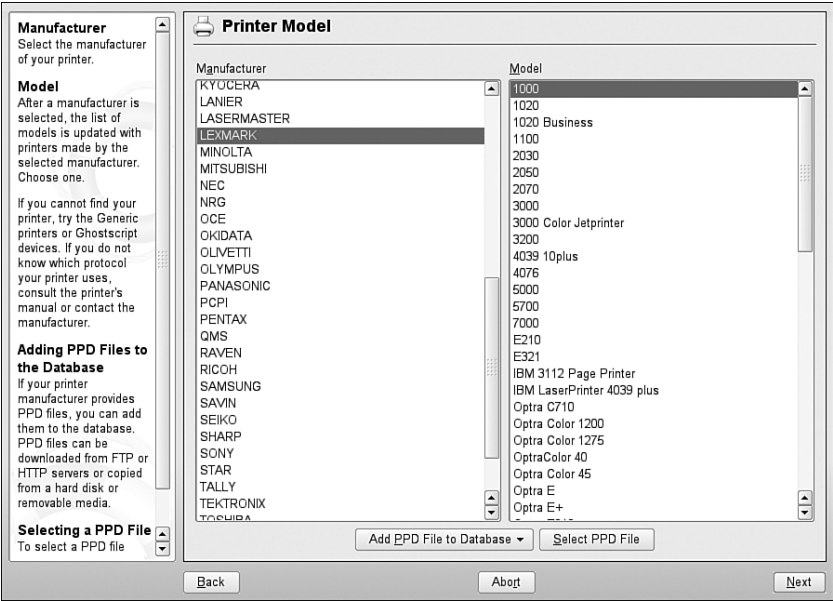 Manufacturer
Select the manufacturer
of your printer.
Model
After a manufacturer is
selected, the list of
models is updated with
printers made by the
selected manufacturer.
Choose one.
If you cannot find your
printer, try the Generic
printers or Ghostscript
devices. If you do not
know which protocol
your printer uses,
consult the printer's
manual or contact the
manufacturer.
Adding PPD Files to
the Database
If your printer
manufacturer provides
PPD files, you can add
them to the database.
PPD files can be
downloaded from FTP or
HTTP servers or copied
from a hard disk or
removable media.
Selecting a PPD File
To select a PPD file
Printer Model
Manufacturer
KYOCERA
LANIER
LASERMASTER
LEXMARK
MINOLTA
MITSUBISHI
NEC
NRG
OCE
OKIDATA
OLIVETTI
OLYMPUS
PANASONIC
PCPI
PENTAX
QMS
RAVEN
RICOH
SAMSUNG
SAVIN
SEIKO
SHARP
SONY
STAR
TALLY
TEKTRONIX
TOSHIBA
Model
1000
1020
1020 Business
1100
2030
2050
2070
3000
3000 Color Jetprinter
3200
4039 10plus
4076
5000
5700
7000
E210
E321
IBM 3112 Page Printer
IBM LaserPrinter 4039 plus
Optra C710
Optra Color 1200
Optra Color 1275
OptraColor 40
Optra Color 45
Optra E
Optra E+
Add PPD File to Database
Select PPD File
Back
Abort
Next